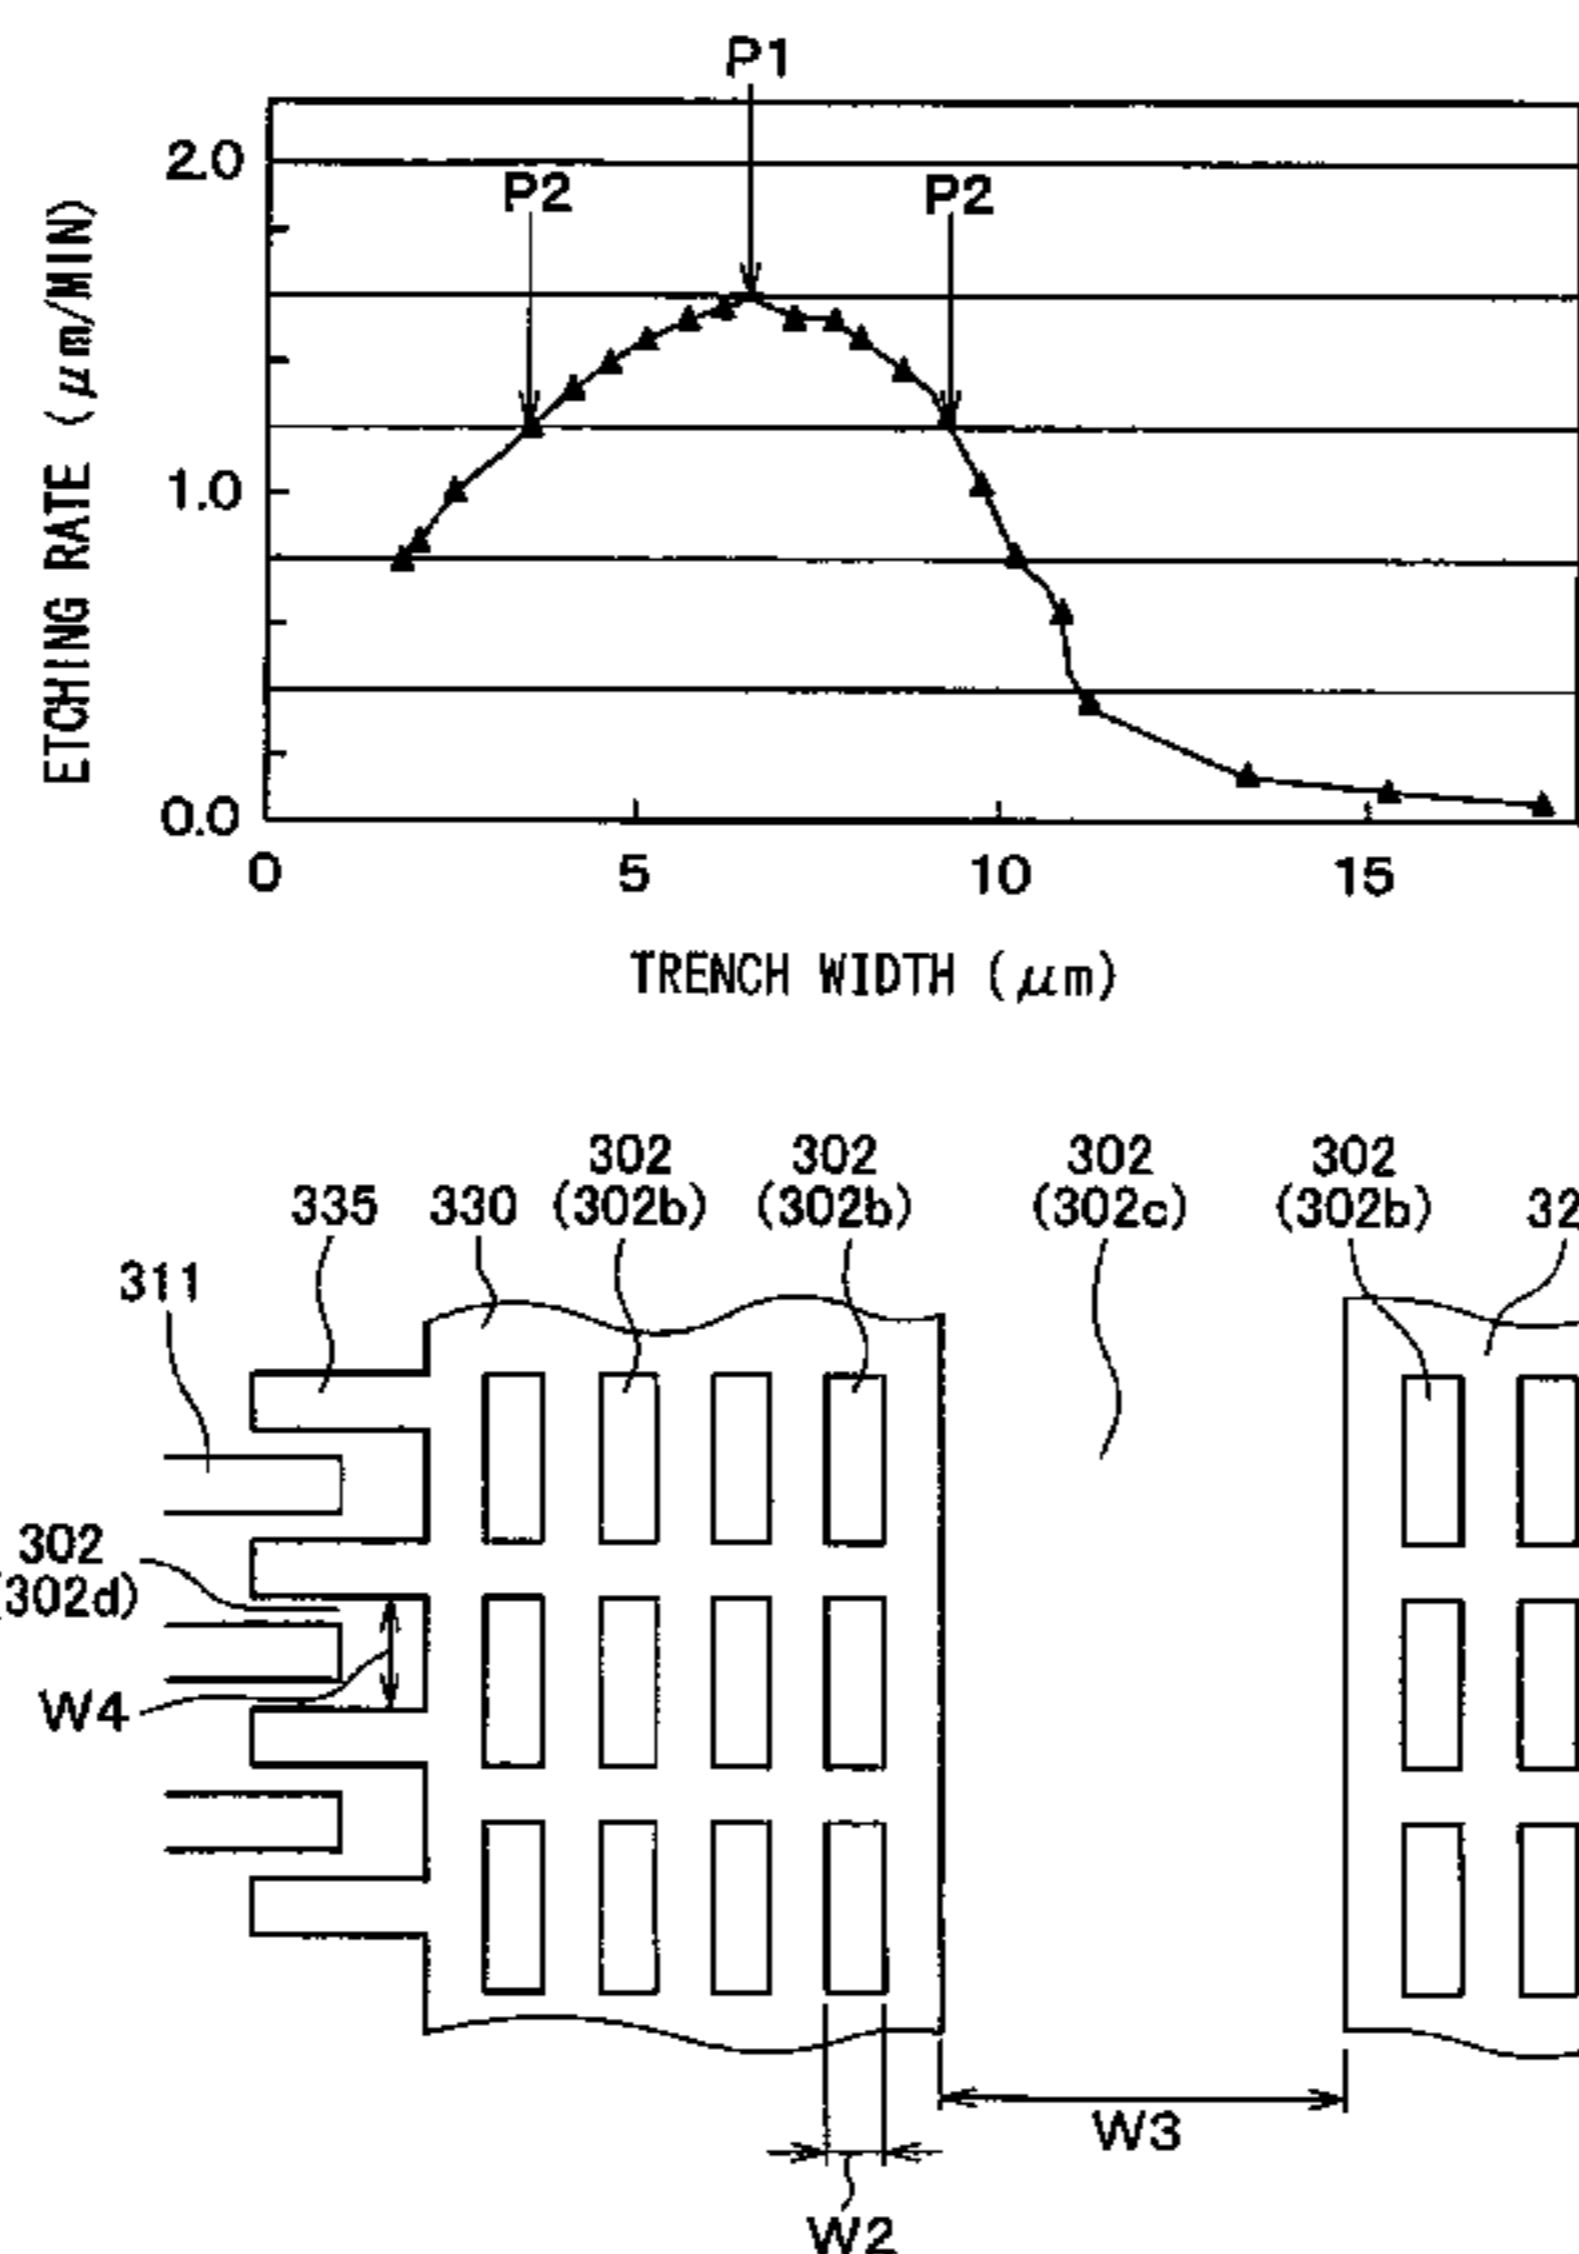 P1
2.0
P2
P2
ETCHING RATE (μm/MIN)
1.0
0.0
0
5
10
15
TRENCH WIDTH (μm)
302
302
302
302
335
330
(302b)
(302b)
(302c)
(302b)
32
311
302
(302d)
W4
W3
W2